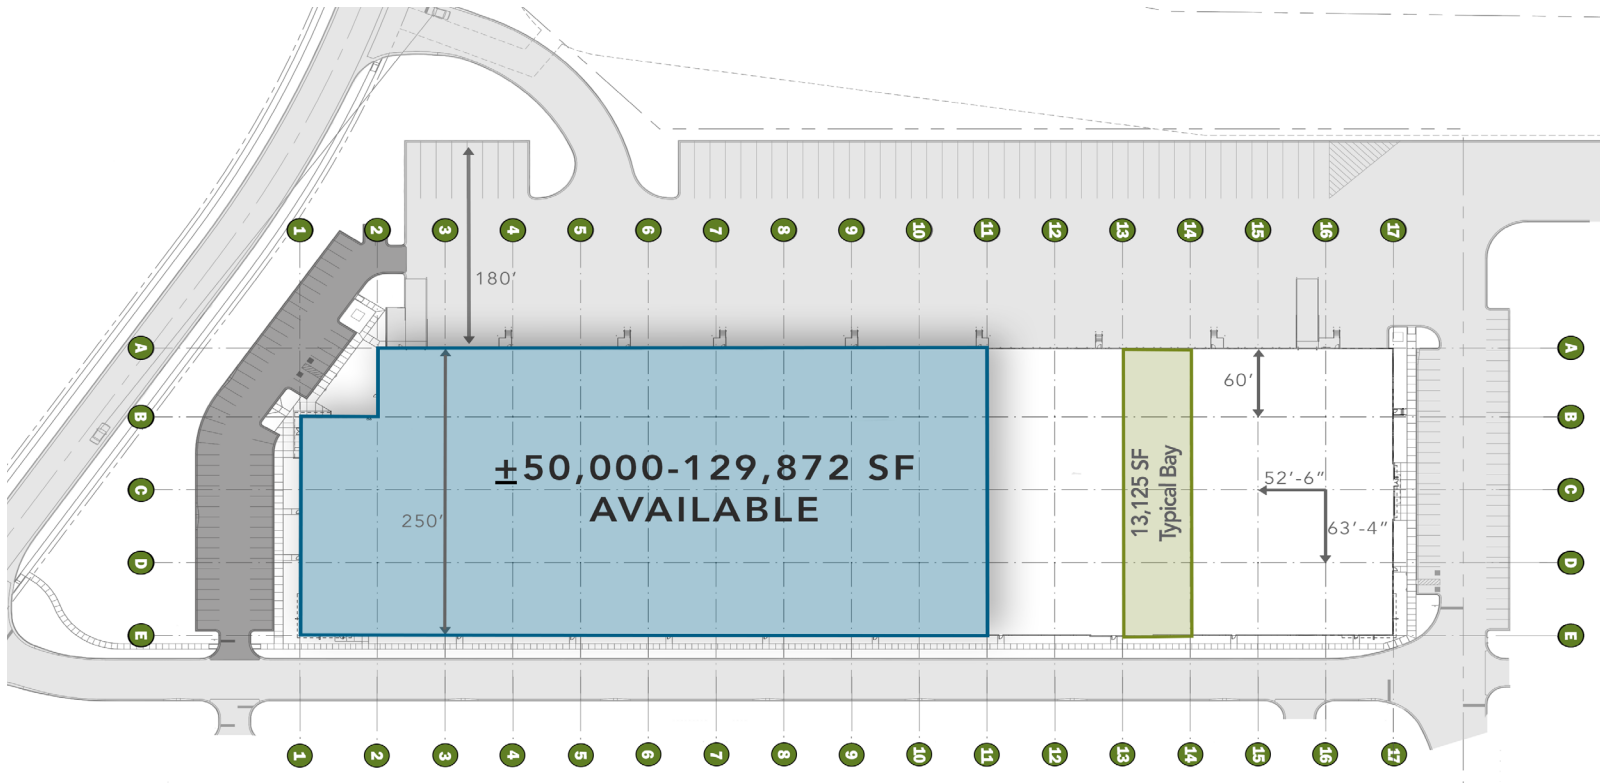 1 2 3 4 5 6 7 8 9 10 11 12 13 14 15 16 17
180'
A A
60'
B B
±50,000-129,872 SF
AVAILABLE
13,125 SF
Typical Bay
52'-6"
C C
250'
63'-4"
D D
E E
1 2 3 4 5 6 7 8 9 10 11 12 13 14 15 16 17